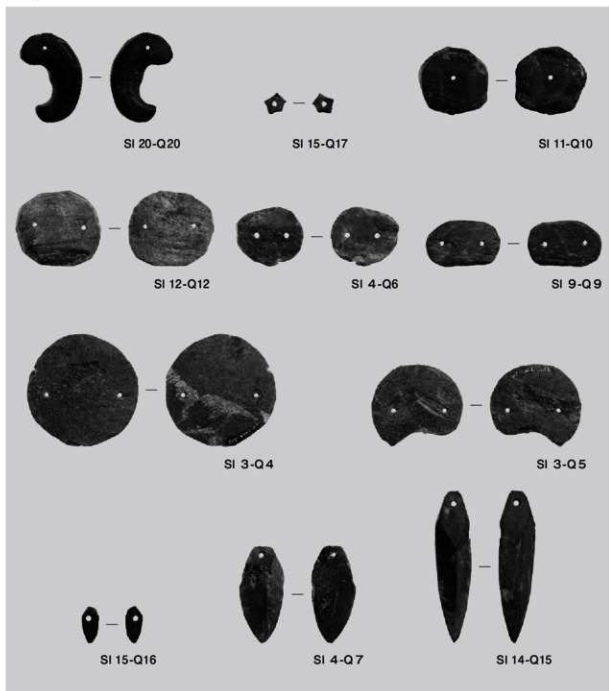 SI 20-Q20
SI 15-Q17
SI 11-Q10
SI 12-Q12
SI 4-Q6
SI 9-Q9
SI 3-Q4
SI 3-Q5
SI 15-Q16
SI 4-Q7
SI 14-Q15